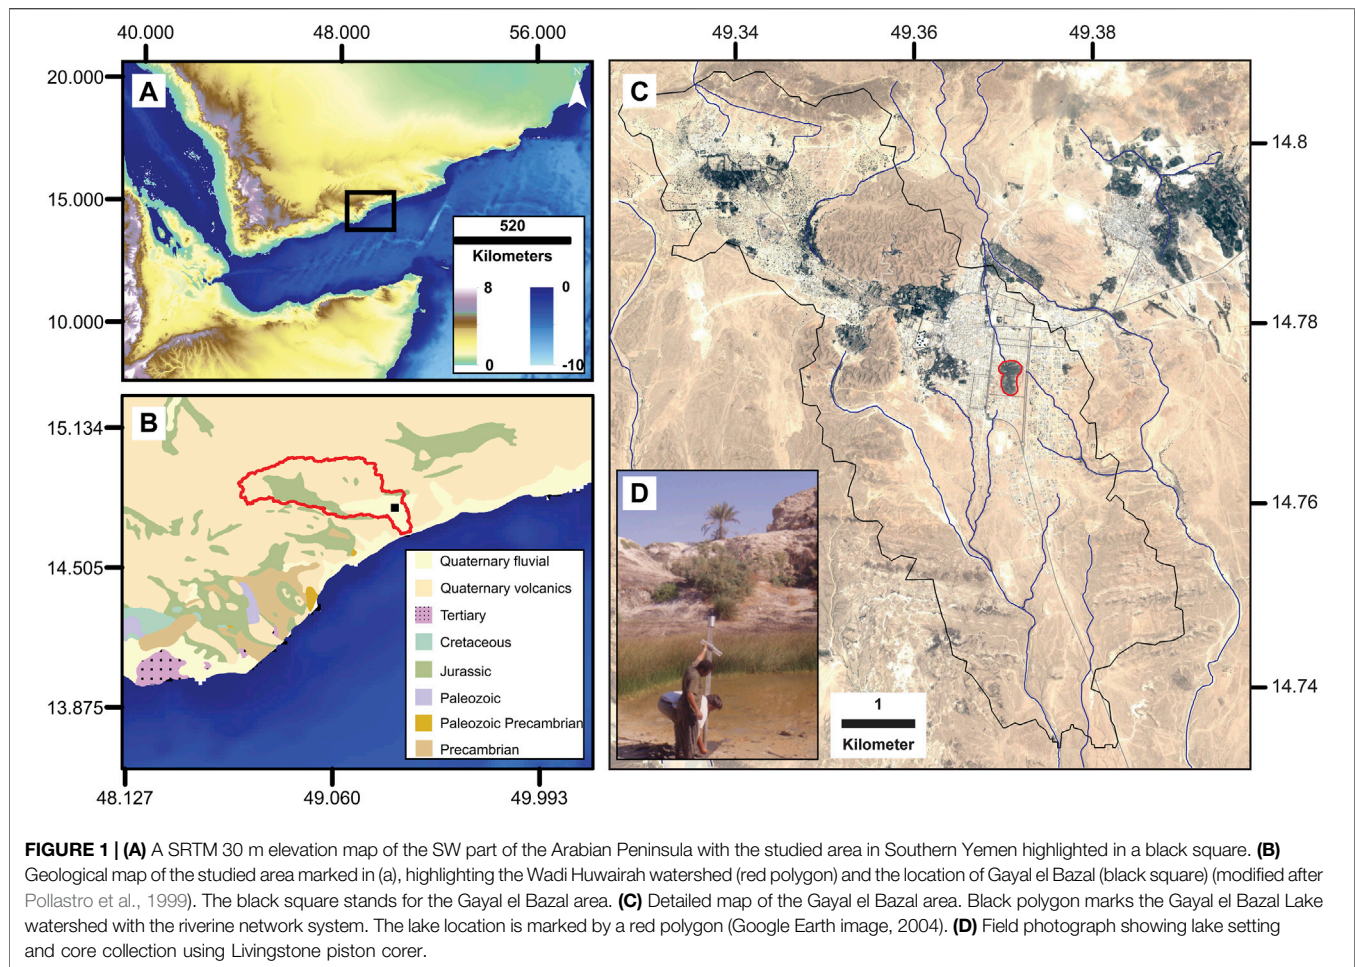 40.000 48.000 56.000
20.000
15.000
10.000
A
N
520
Kilometers
8 0
0 -10
B
15.134
14.505
13.875
48.127 49.060 49.993
Quaternary fluvial
Quaternary volcanics
Tertiary
Cretaceous
Jurassic
Paleozoic
Paleozoic Precambrian
Precambrian
49.34 49.36 49.38
C
14.8
14.78
14.76
14.74
D
1
Kilometer
FIGURE 1 | (A) A SRTM 30 m elevation map of the SW part of the Arabian Peninsula with the studied area in Southern Yemen highlighted in a black square. (B)
Geological map of the studied area marked in (a), highlighting the Wadi Huwairah watershed (red polygon) and the location of Gayal el Bazal (black square) (modified after
Pollastro et al., 1999). The black square stands for the Gayal el Bazal area. (C) Detailed map of the Gayal el Bazal area. Black polygon marks the Gayal el Bazal Lake
watershed with the riverine network system. The lake location is marked by a red polygon (Google Earth image, 2004). (D) Field photograph showing lake setting
and core collection using Livingstone piston corer.